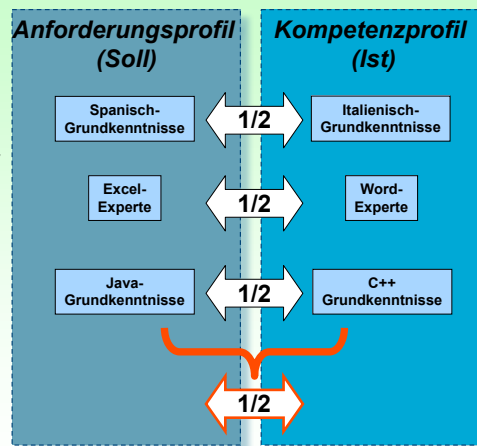 Anforderungsprofil
(Soll)
Kompetenzprofil
(Ist)
Spanisch-
Grundkenntnisse
1/2
Italienisch-
Grundkenntnisse
Excel-
Experte
1/2
Word-
Experte
Java-
Grundkenntnisse
1/2
C++
Grundkenntnisse
1/2